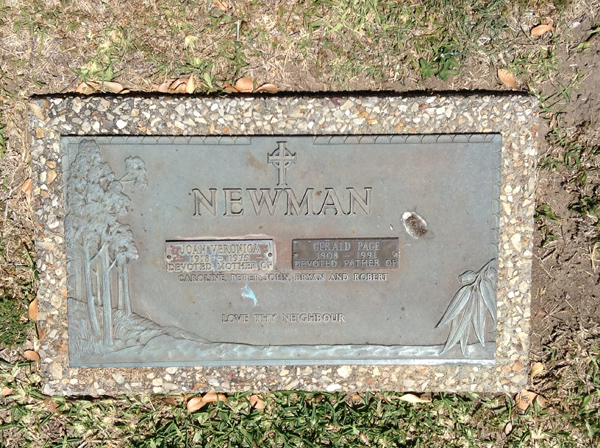 NEWMAN
JOAN VERONICA
DEVOTED MOTHER OF
GERALD PAGE
1908 - 1991
DEVOTED FATHER OF
CAROLINE, PETER, JOHN, BRYAN AND ROBERT
LOVE THY NEIGHBOUR